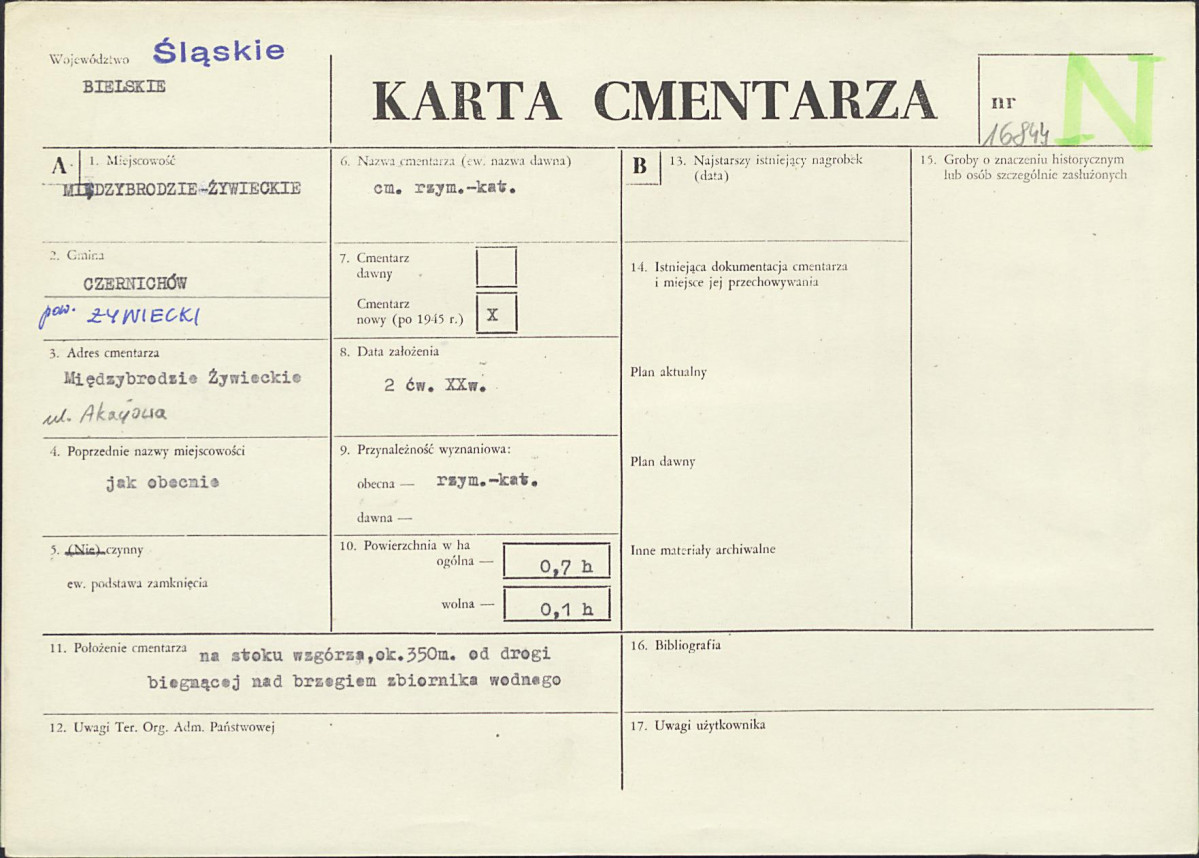 Województwo Śląskie
BIELSKIE
KARTA CMENTARZA
N
nr
16844
A
1. Miejscowość
MIĘDZYBRODZIE-ŻYWIECKIE
2. Gmina
CZERNICHÓW
pow. ŻYWIECKI
3. Adres cmentarza
Międzybrodzie Żywieckie
ul. Akacjowa
4. Poprzednie nazwy miejscowości
jak obecnie
5. (Nie) czynny
ew. podstawa zamknięcia
6. Nazwa cmentarza (ew. nazwa dawna)
cm. rzym.-kat.
7. Cmentarz
dawny
Cmentarz
nowy (po 1945 r.) X
8. Data założenia
2 ćw. XXw.
9. Przynależność wyznaniowa:
obecna — rzym.-kat.
dawna —
10. Powierzchnia w ha
ogólna — 0,7 h
wolna — 0,1 h
11. Położenie cmentarza na stoku wzgórza,ok.350m. od drogi
biegnącej nad brzegiem zbiornika wodnego
12. Uwagi Ter. Org. Adm. Państwowej
B
13. Najstarszy istniejący nagrobek
(data)
14. Istniejąca dokumentacja cmentarza
i miejsce jej przechowywania
Plan aktualny
Plan dawny
Inne materiały archiwalne
15. Groby o znaczeniu historycznym
lub osób szczególnie zasłużonych
16. Bibliografia
17. Uwagi użytkownika